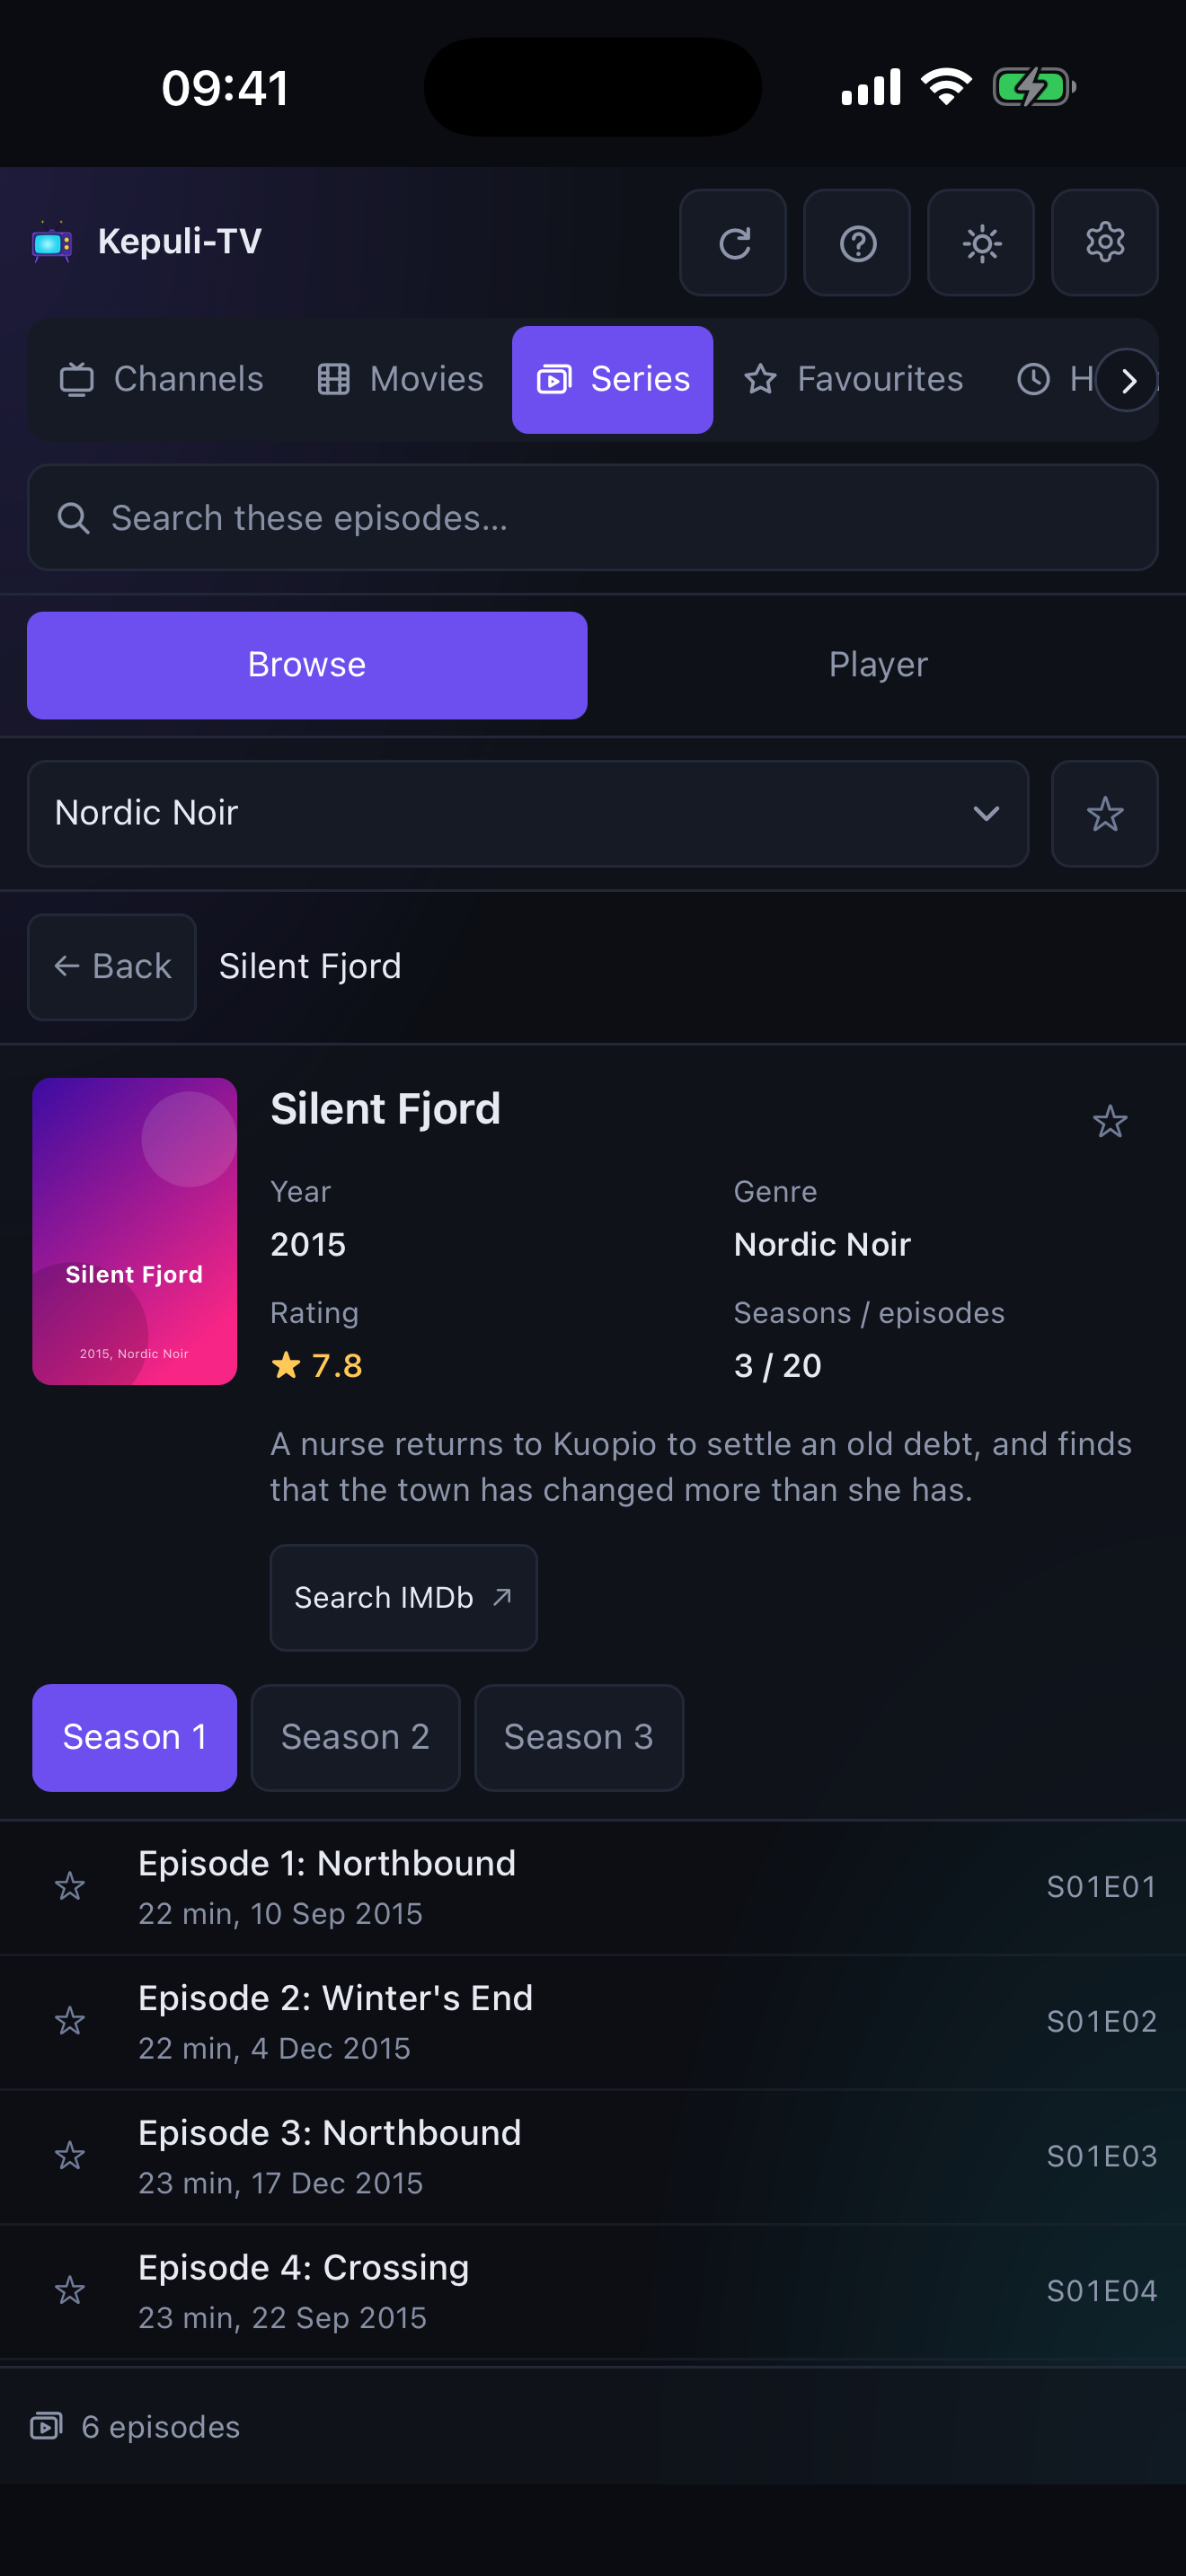 09:41
Kepuli-TV
Channels Movies Series Favourites
Search these episodes...
Browse Player
Nordic Noir
← Back Silent Fjord
Silent Fjord
2015, Nordic Noir
Silent Fjord
Year Genre
2015 Nordic Noir
Rating Seasons / episodes
★ 7.8 3 / 20
A nurse returns to Kuopio to settle an old debt, and finds
that the town has changed more than she has.
Search IMDb ↗
Season 1 Season 2 Season 3
Episode 1: Northbound
22 min, 10 Sep 2015
S01E01
Episode 2: Winter's End
22 min, 4 Dec 2015
S01E02
Episode 3: Northbound
23 min, 17 Dec 2015
S01E03
Episode 4: Crossing
23 min, 22 Sep 2015
S01E04
6 episodes